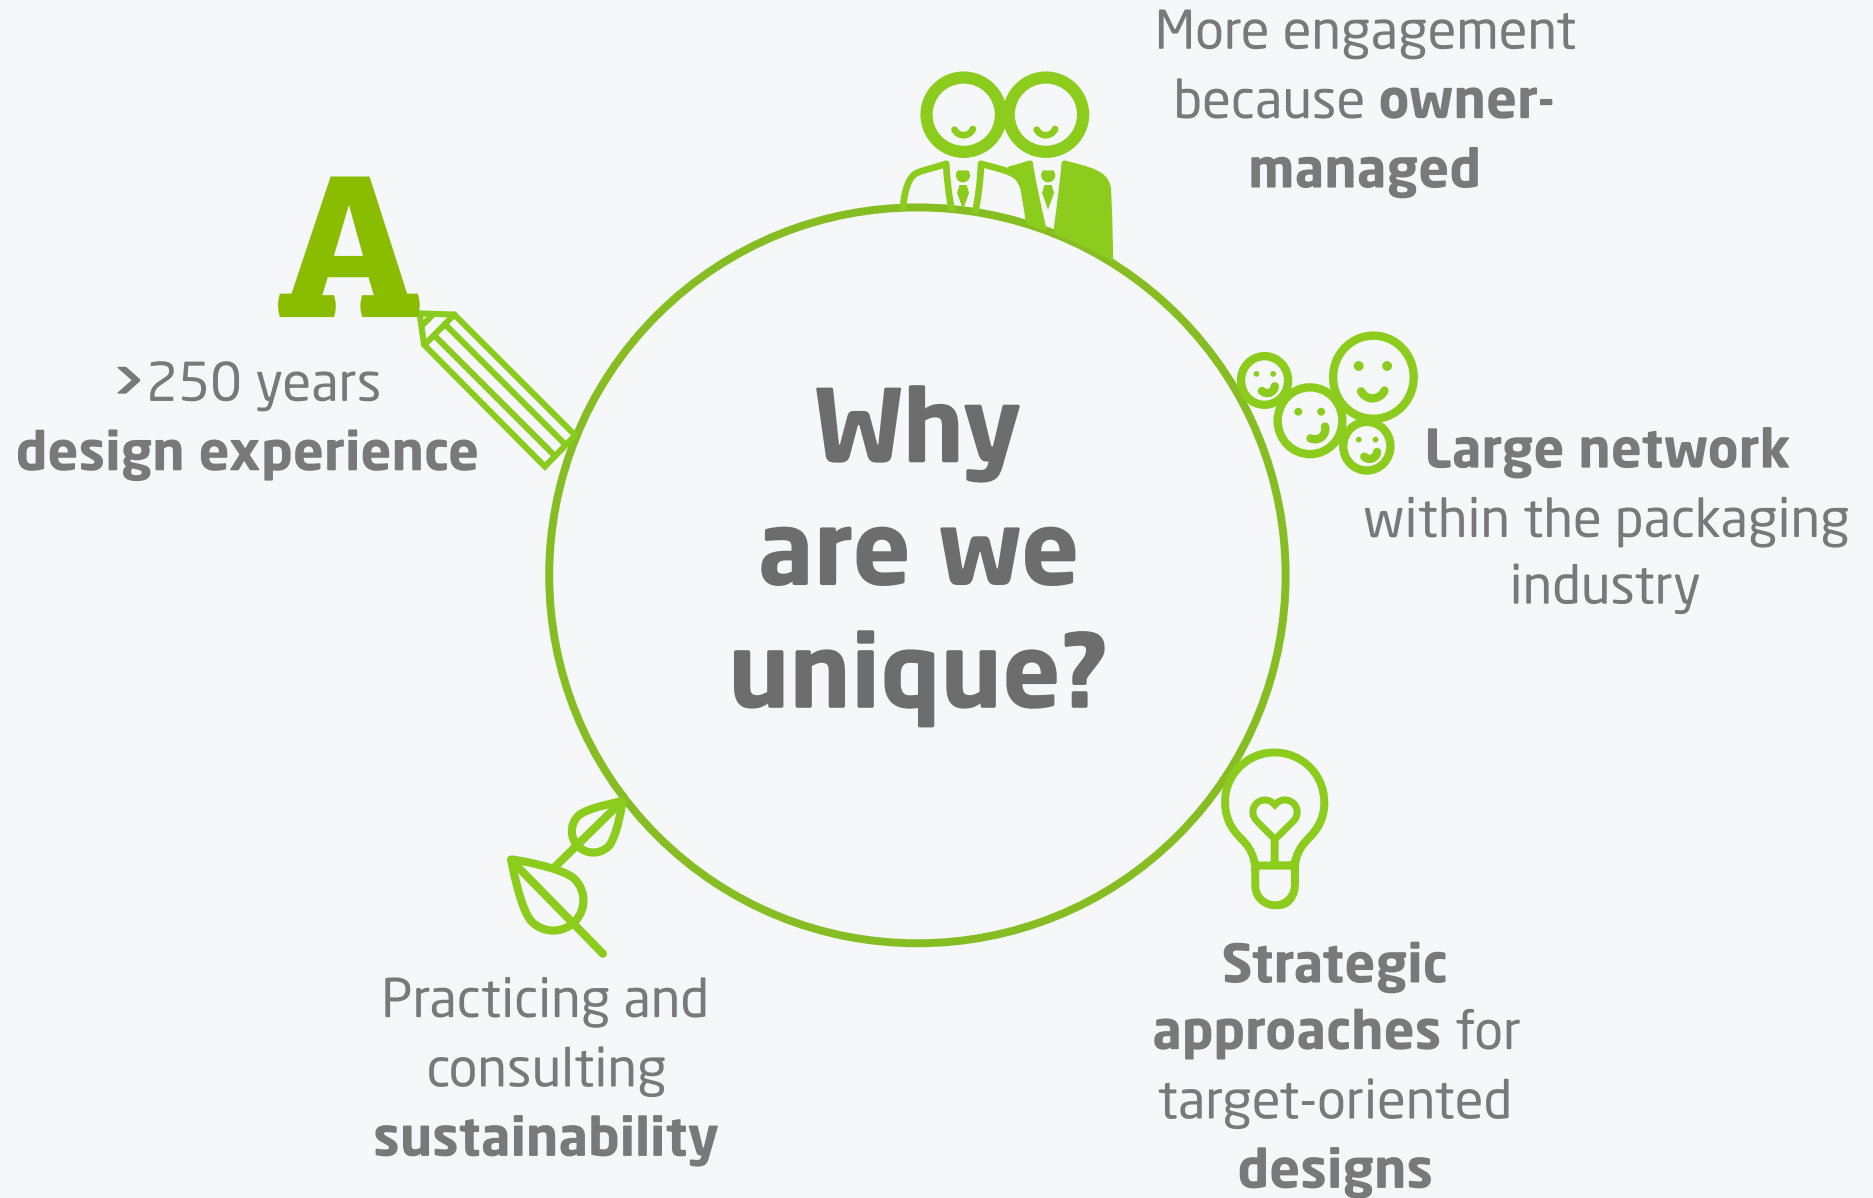 More engagement
because owner-
managed
A
>250 years
design experience
Why
are we
unique?
Large network
within the packaging
industry
Practicing and
consulting
sustainability
Strategic
approaches for
target-oriented
designs